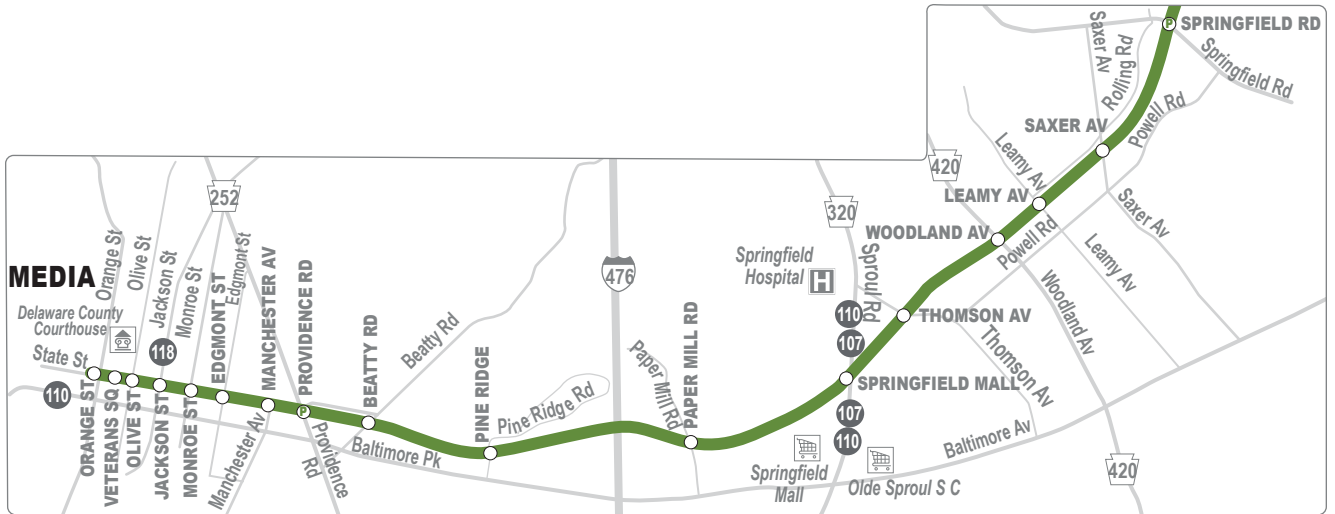 P
SPRINGFIELD RD
Saxer Av
Rolling Rd
Springfield Rd
Powell Rd
SAXER AV
420
Leamy Av
LEAMY AV
Saxer Av
WOODLAND AV
Powell Rd
Leamy Av
252
320
Springfield
Hospital
H
Sproul Rd
476
Woodland Av
MEDIA
Orange St
Olive St
Jackson St
Monroe St
EDGMONT ST
Edgmont St
MANCHESTER AV
PROVIDENCE RD
Delaware County
Courthouse
110
107
THOMSON AV
Thomson Av
State St
118
BEATTY RD
Beatty Rd
PINE RIDGE
Pine Ridge Rd
Paper Mill Rd
PAPER MILL RD
SPRINGFIELD MALL
110
P
ORANGE ST
VETERANS SQ
OLIVE ST
JACKSON ST
MONROE ST
Manchester Av
Providence
Rd
Baltimore Pk
107
110
Springfield
Mall
Olde Sproul S C
Baltimore Av
420